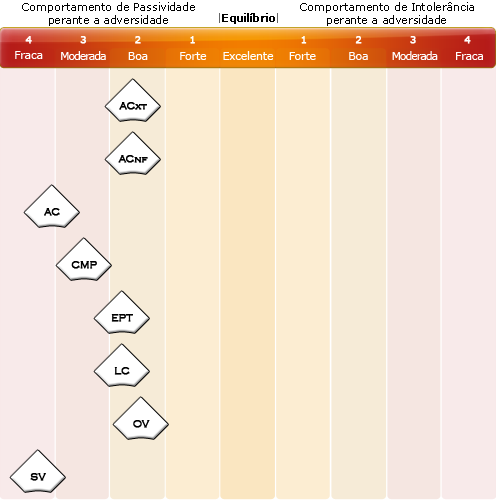 Comportamento de Passividade
perante a adversidade
|Equilíbrio|
Comportamento de Intolerância
perante a adversidade
4 3 2 1 1 2 3 4
Fraca Moderada Boa Forte Excelente Forte Boa Moderada Fraca
ACXT
ACNF
AC
CMP
EPT
LC
OV
SV